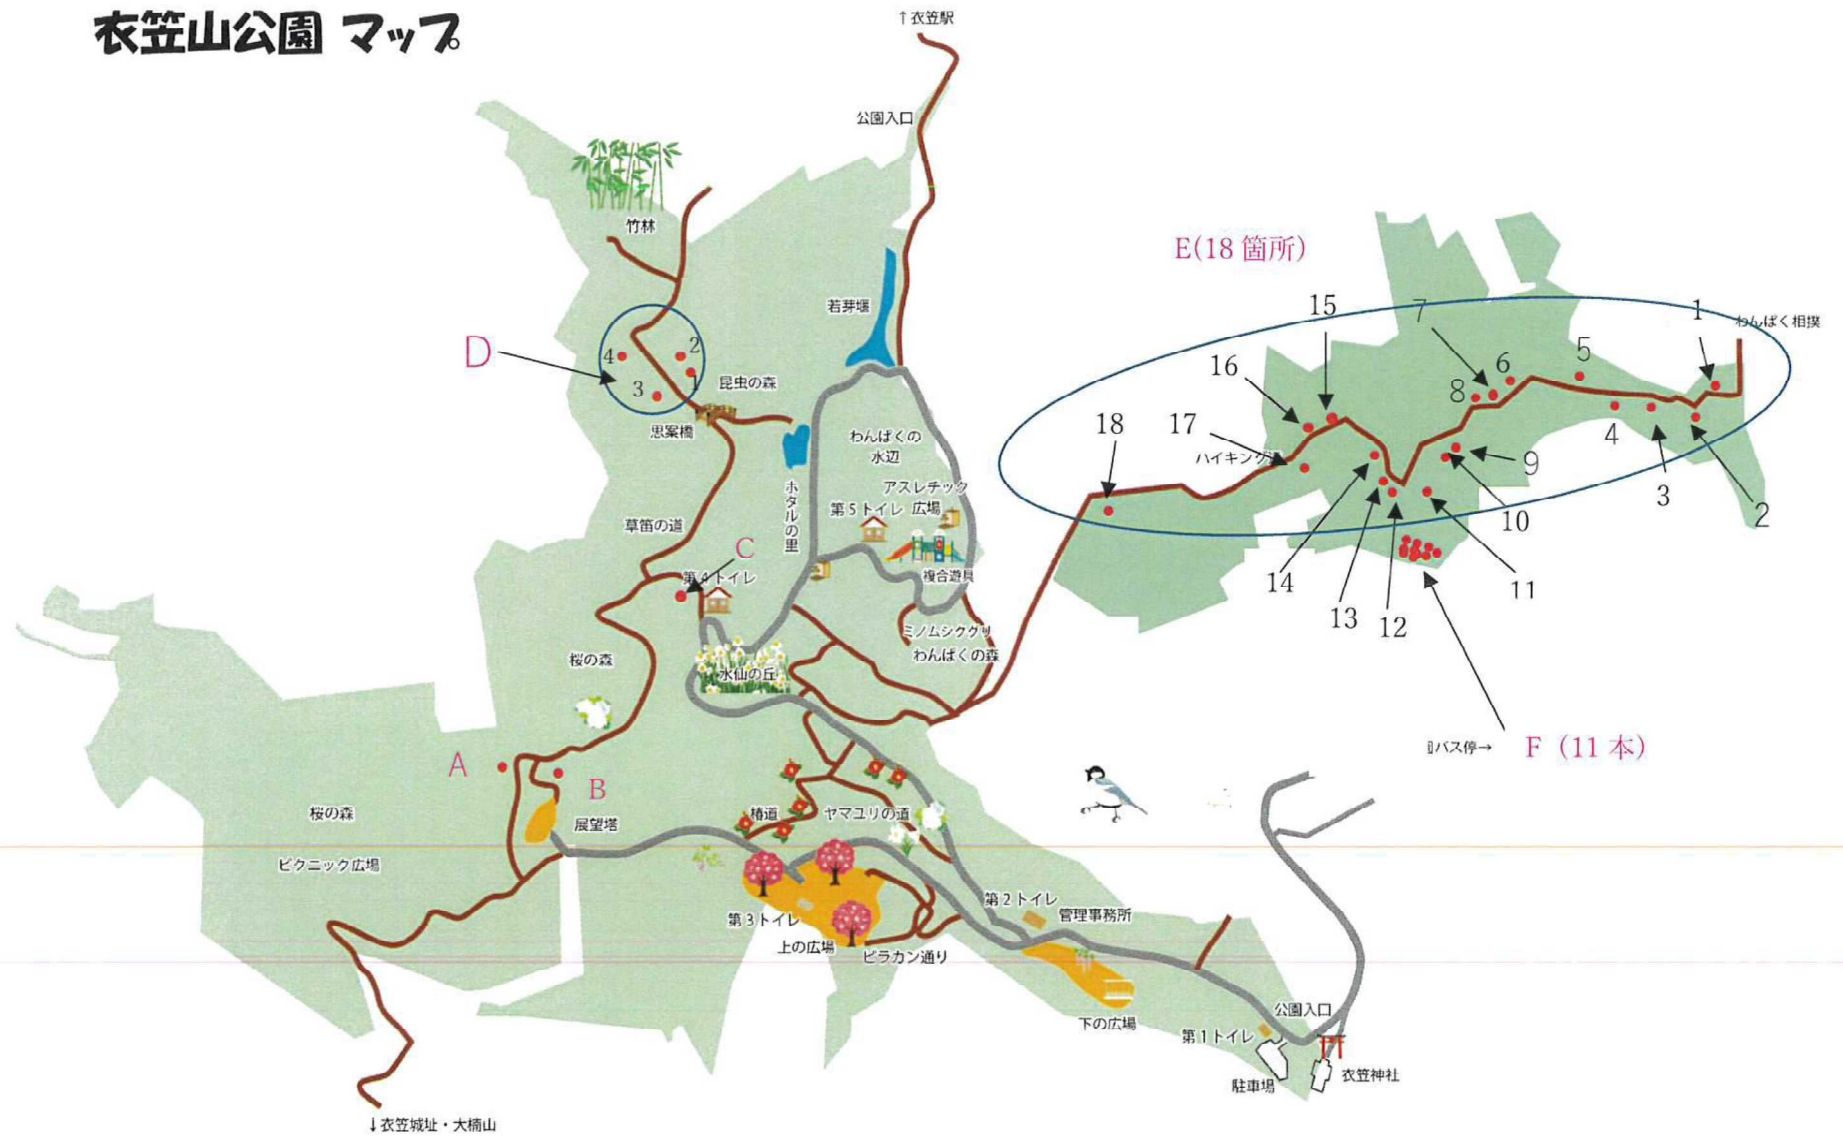 衣笠山公園 マップ
↑衣笠駅
公園入口
竹林
E(18 箇所)
若芽堰
15
7
1
わんぱく相撲
D
4
2
1
3
昆虫の森
思案橋
16
5
6
8
4
わんぱくの
水辺
18
17
ハイキング
9
3
2
アスレチック
広場
第5トイレ
ホタルの里
10
草笛の道
C
第4トイレ
複合遊具
14
11
13
12
ミノムシクグリ
わんぱくの森
桜の森
水仙の丘
バス停→
F (11 本)
A
B
桜の森
展望塔
椿道
ヤマユリの道
ピクニック広場
第3トイレ
第2トイレ
管理事務所
上の広場
ピラカン通り
公園入口
下の広場
第1トイレ
駐車場
衣笠神社
↓衣笠城址・大楠山